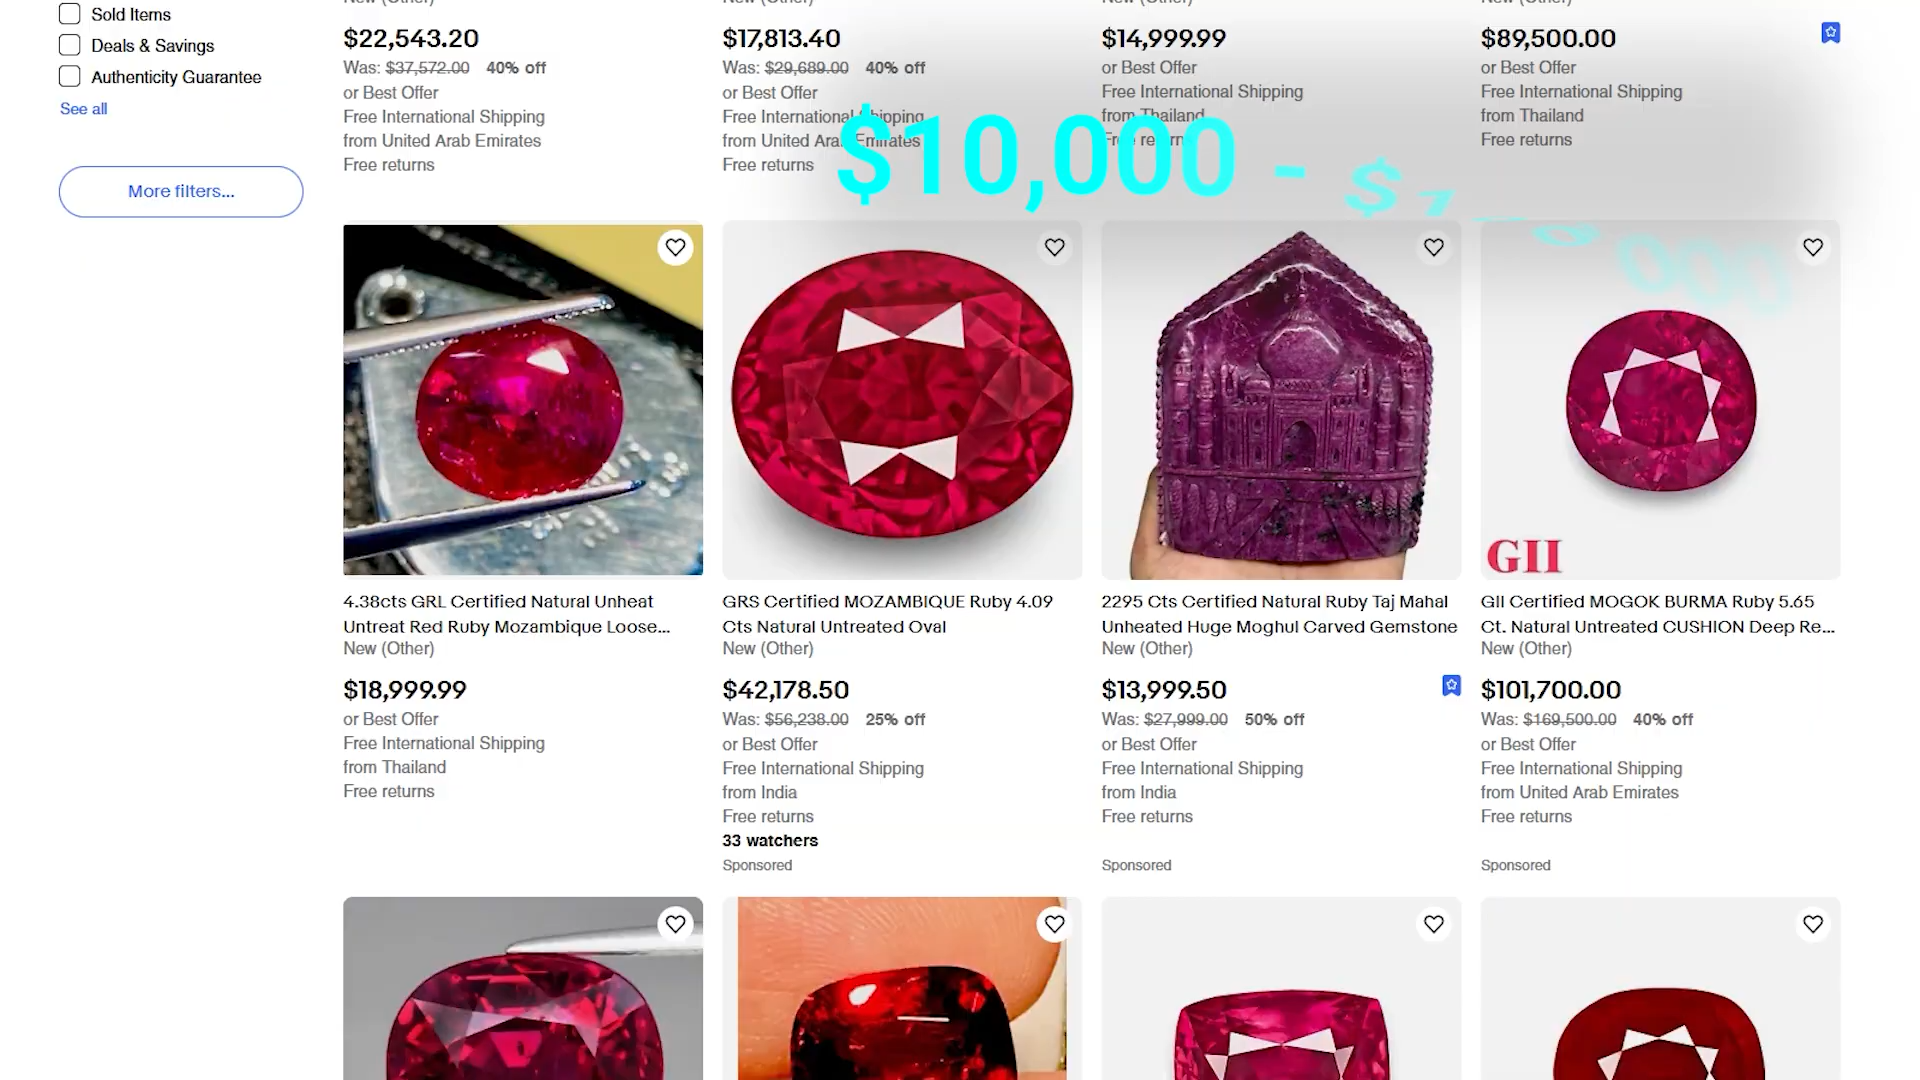 Sold Items
Deals & Savings
Authenticity Guarantee
See all
More filters...
$22,543.20
Was: $37,572.00 40% off
or Best Offer
Free International Shipping
from United Arab Emirates
Free returns
$17,813.40
Was: $29,689.00 40% off
or Best Offer
Free International Shipping
from United Arab Emirates
Free returns
$14,999.99
or Best Offer
Free International Shipping
from Thailand
Free returns
$89,500.00
or Best Offer
Free International Shipping
from Thailand
Free returns
$10,000 -
4.38cts GRL Certified Natural Unheat
Untreat Red Ruby Mozambique Loose...
New (Other)
$18,999.99
or Best Offer
Free International Shipping
from Thailand
Free returns
GRS Certified MOZAMBIQUE Ruby 4.09
Cts Natural Untreated Oval
New (Other)
$42,178.50
Was: $56,238.00 25% off
or Best Offer
Free International Shipping
from India
Free returns
33 watchers
Sponsored
2295 Cts Certified Natural Ruby Taj Mahal
Unheated Huge Moghul Carved Gemstone
New (Other)
$13,999.50
Was: $27,999.00 50% off
or Best Offer
Free International Shipping
from India
Free returns
Sponsored
GII
GII Certified MOGOK BURMA Ruby 5.65
Ct. Natural Untreated CUSHION Deep Re...
New (Other)
$101,700.00
Was: $169,500.00 40% off
or Best Offer
Free International Shipping
from United Arab Emirates
Free returns
Sponsored